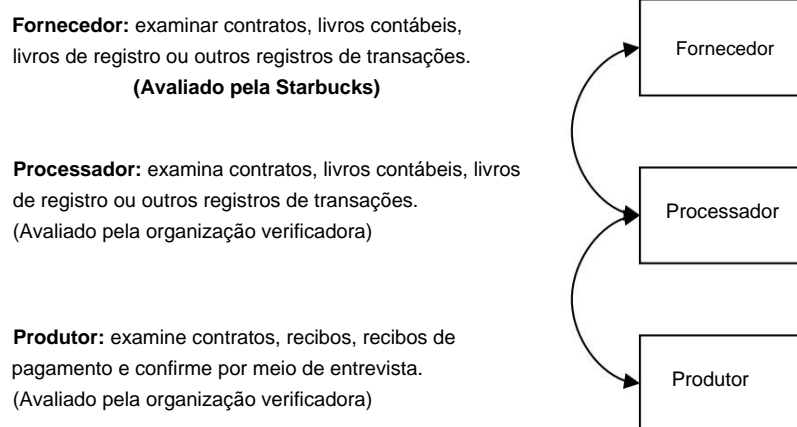 Fornecedor: examinar contratos, livros contábeis,
livros de registro ou outros registros de transações.
(Avaliado pela Starbucks)
Fornecedor
Processador: examina contratos, livros contábeis, livros
de registro ou outros registros de transações.
(Avaliado pela organização verificadora)
Processador
Produtor: examine contratos, recibos, recibos de
pagamento e confirme por meio de entrevista.
(Avaliado pela organização verificadora)
Produtor